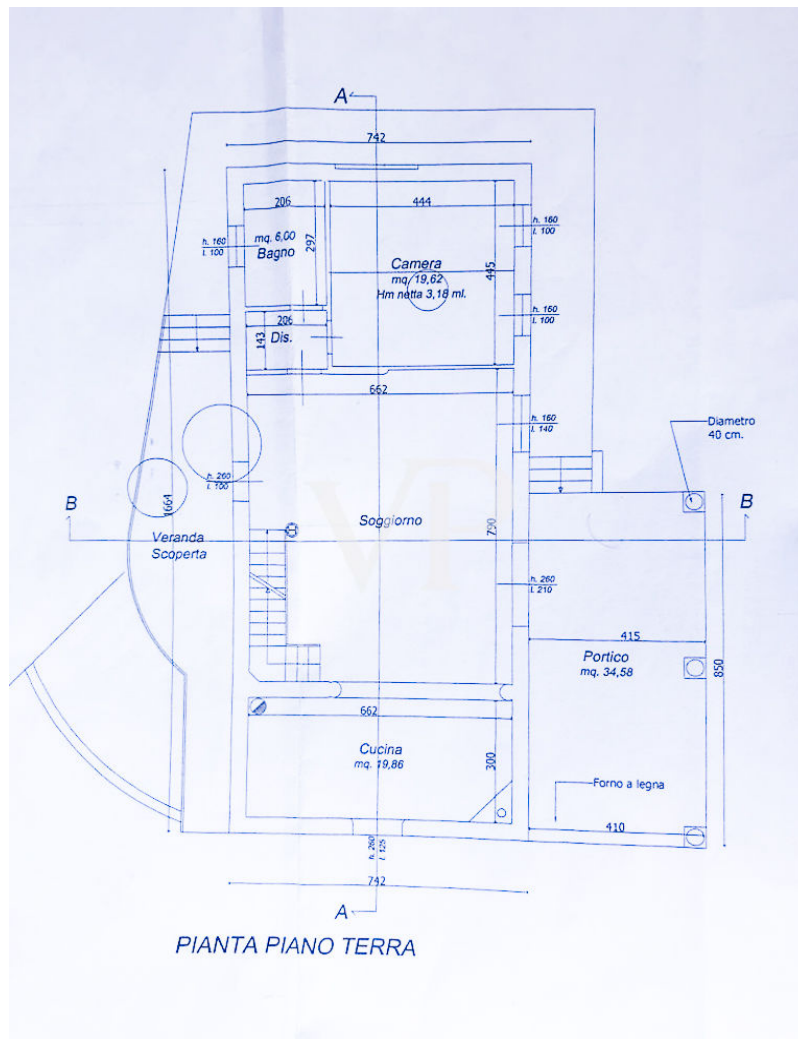 A
742
206
444
h. 160
l. 100
mq. 6,00
Bagno
297
h. 160
l. 100
Camera
mq. 19,62
Hm netta 3,18 ml.
445
206
Dis.
143
h. 160
l. 100
662
h. 160
l. 140
Diametro
40 cm.
h. 260
l. 100
1664
B
B
Veranda
Scoperta
Soggiorno
790
VP
h. 260
l. 210
415
Portico
mq. 34,58
850
662
Cucina
mq. 19,86
300
Forno a legna
410
h. 260
l. 125
742
A
PIANTA PIANO TERRA